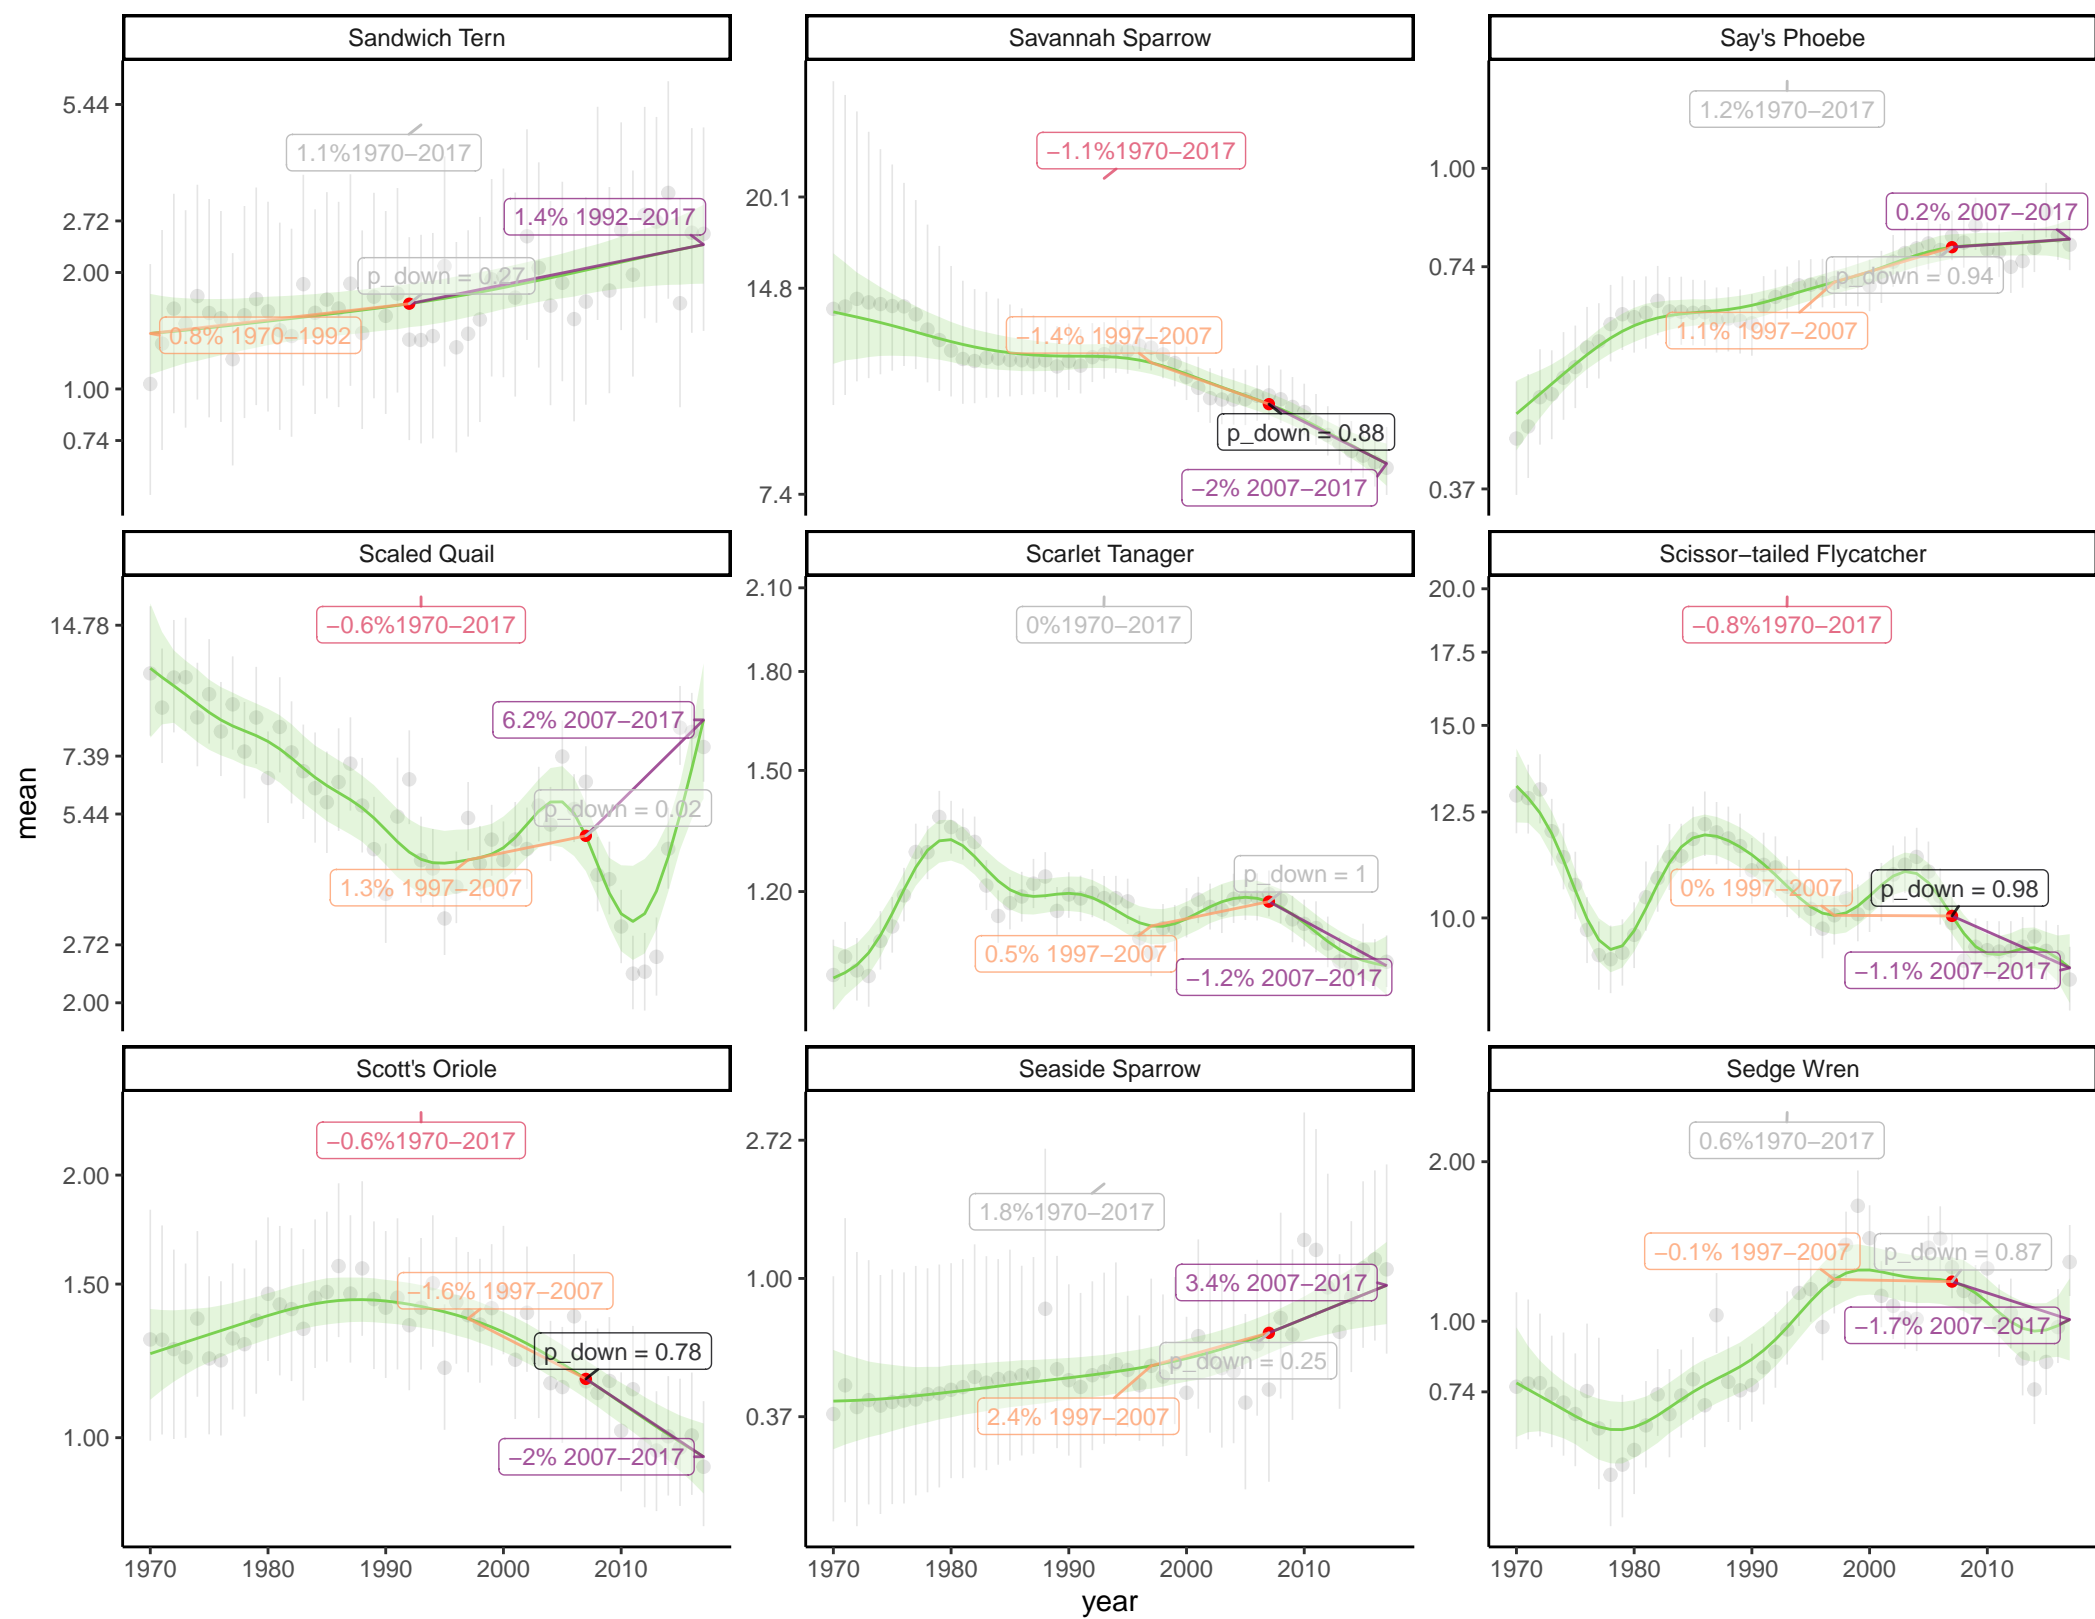 Sandwich Tern
5.44
2.72
2.00
1.00
0.74
1.1%1970–2017
1.4% 1992–2017
p_down = 0.27
0.8% 1970–1992
Savannah Sparrow
20.1
14.8
7.4
−1.1%1970–2017
−1.4% 1997–2007
p_down = 0.88
−2% 2007–2017
Say's Phoebe
1.00
0.74
0.37
1.2%1970–2017
0.2% 2007–2017
p_down = 0.94
1.1% 1997–2007
Scaled Quail
14.78
7.39
5.44
2.72
2.00
−0.6%1970–2017
6.2% 2007–2017
p_down = 0.02
1.3% 1997–2007
Scarlet Tanager
2.10
1.80
1.50
1.20
0%1970–2017
p_down = 1
0.5% 1997–2007
−1.2% 2007–2017
Scissor−tailed Flycatcher
20.0
17.5
15.0
12.5
10.0
−0.8%1970–2017
0% 1997–2007
p_down = 0.98
−1.1% 2007–2017
Scott's Oriole
2.00
1.50
1.00
−0.6%1970–2017
−1.6% 1997–2007
p_down = 0.78
−2% 2007–2017
1970 1980 1990 2000 2010
Seaside Sparrow
2.72
1.00
0.37
1.8%1970–2017
3.4% 2007–2017
p_down = 0.25
2.4% 1997–2007
1970 1980 1990 2000 2010
Sedge Wren
2.00
1.00
0.74
0.6%1970–2017
−0.1% 1997–2007
p_down = 0.87
−1.7% 2007–2017
1970 1980 1990 2000 2010
mean
year